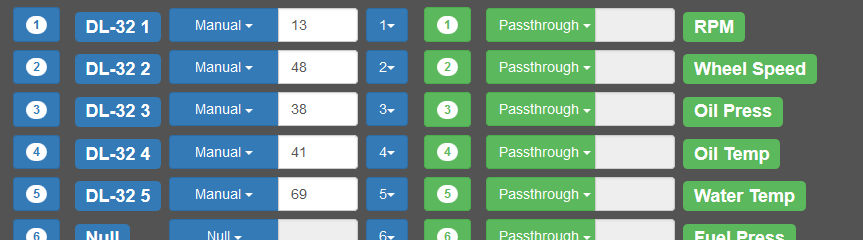 1 DL-32 1 Manual 13 1 1 Passthrough RPM
2 DL-32 2 Manual 48 2 2 Passthrough Wheel Speed
3 DL-32 3 Manual 38 3 3 Passthrough Oil Press
4 DL-32 4 Manual 41 4 4 Passthrough Oil Temp
5 DL-32 5 Manual 69 5 5 Passthrough Water Temp
6 Null Null 6 6 Passthrough Fuel Press